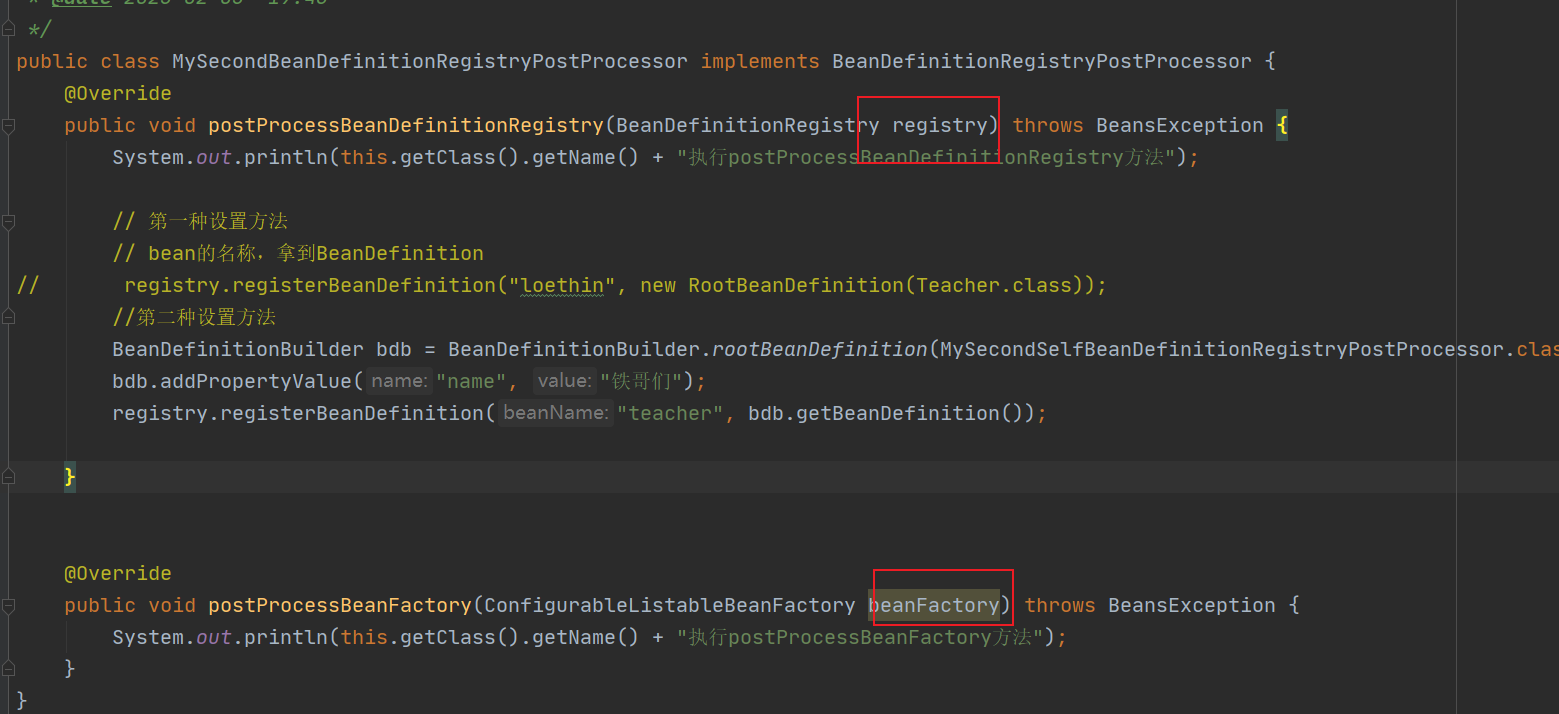 * @date
*/
public class MySecondBeanDefinitionRegistryPostProcessor implements BeanDefinitionRegistryPostProcessor {
@Override
public void postProcessBeanDefinitionRegistry(BeanDefinitionRegistry registry) throws BeansException {
System.out.println(this.getClass().getName() + "执行postProcessBeanDefinitionRegistry方法");
// 第一种设置方法
// bean的名称，拿到BeanDefinition
// registry.registerBeanDefinition("loethin", new RootBeanDefinition(Teacher.class));
//第二种设置方法
BeanDefinitionBuilder bdb = BeanDefinitionBuilder.rootBeanDefinition(MySecondSelfBeanDefinitionRegistryPostProcessor.clas
bdb.addPropertyValue( name: "name", value: "铁哥们");
registry.registerBeanDefinition( beanName: "teacher", bdb.getBeanDefinition());
}
@Override
public void postProcessBeanFactory(ConfigurableListableBeanFactory beanFactory) throws BeansException {
System.out.println(this.getClass().getName() + "执行postProcessBeanFactory方法");
}
}